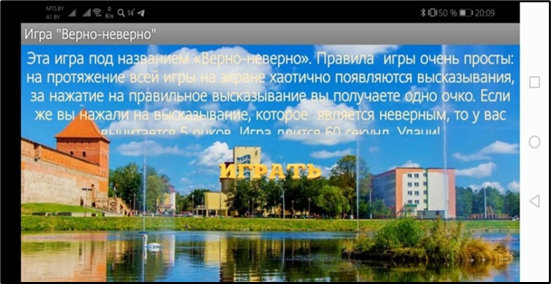 MTS.BY
A1 BY
0
K/s
14°
50 %
20:09
Игра "Верно-неверно"
Эта игра под названием «Верно-неверно». Правила игры очень просты:
на протяжение всей игры на экране хаотично появляются высказывания,
за нажатие на правильное высказывание вы получаете одно очко. Если
же вы нажали на высказывание, которое является неверным, то у вас
вычитается 5 очков. Игра длится 60 секунд. Удачи!
ИГРАТЬ